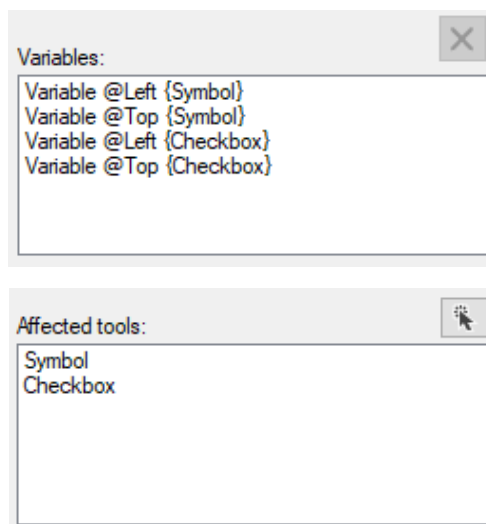 Variables:
Variable @Left {Symbol}
Variable @Top {Symbol}
Variable @Left {Checkbox}
Variable @Top {Checkbox}
Affected tools:
Symbol
Checkbox